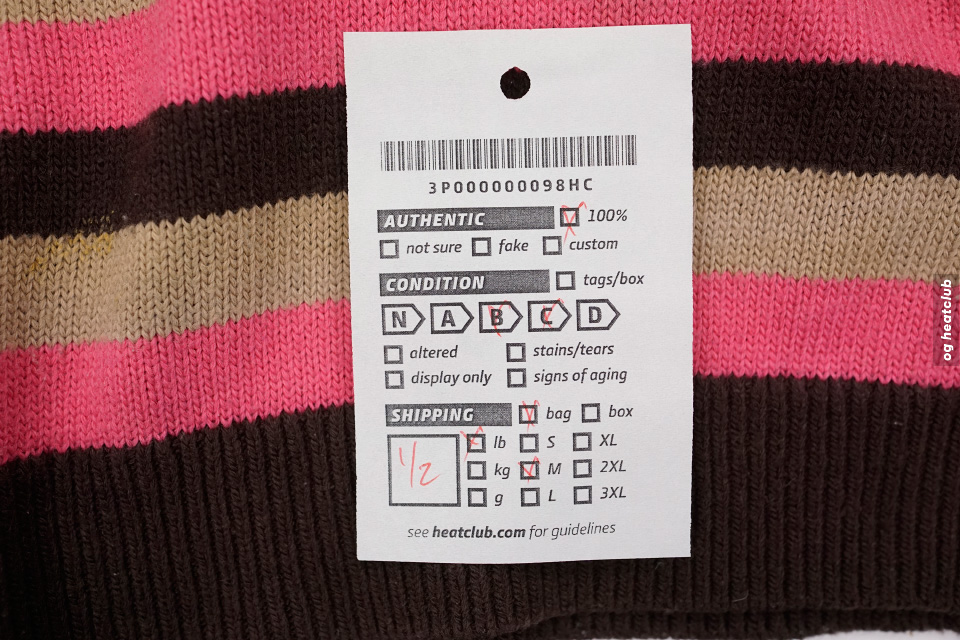 3P000000098HC
AUTHENTIC 100%
not sure fake custom
CONDITION tags/box
N A B C D
altered stains/tears
display only signs of aging
SHIPPING bag box
1/2 lb S XL
kg M 2XL
g L 3XL
see heatclub.com for guidelines
og heatclub